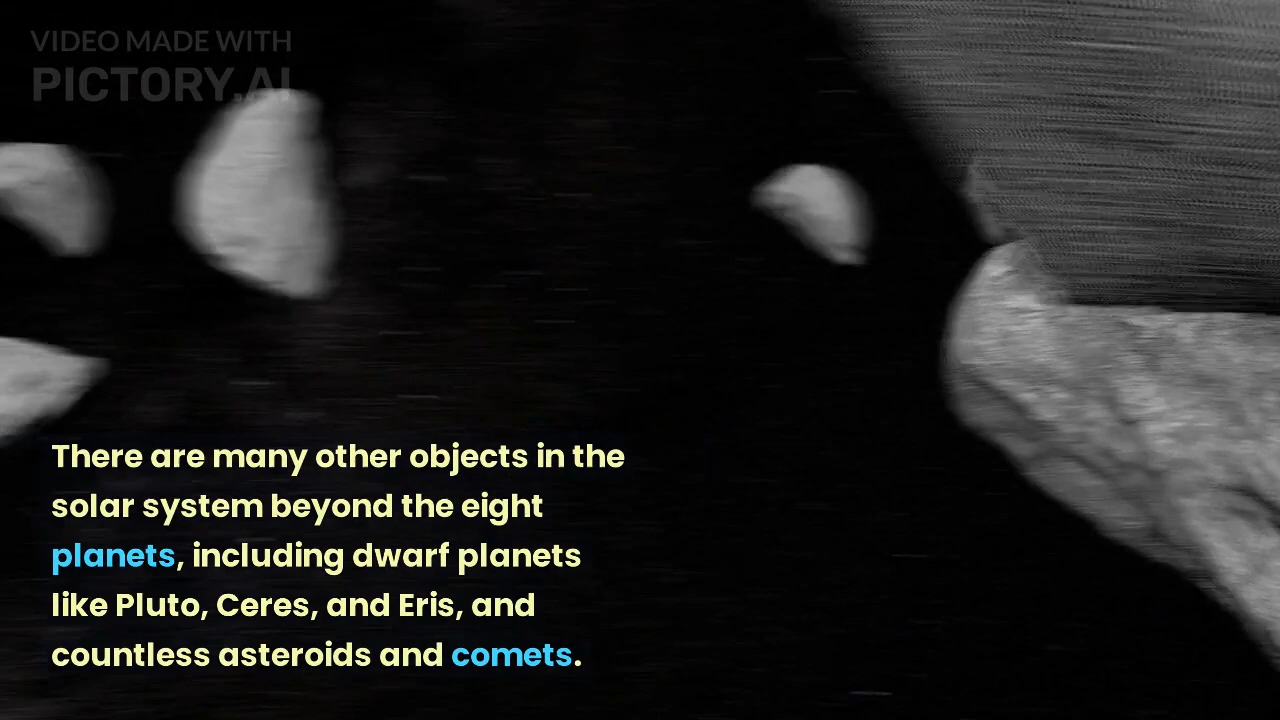 VIDEO MADE WITH
PICTORY.AI
There are many other objects in the
solar system beyond the eight
planets, including dwarf planets
like Pluto, Ceres, and Eris, and
countless asteroids and comets.